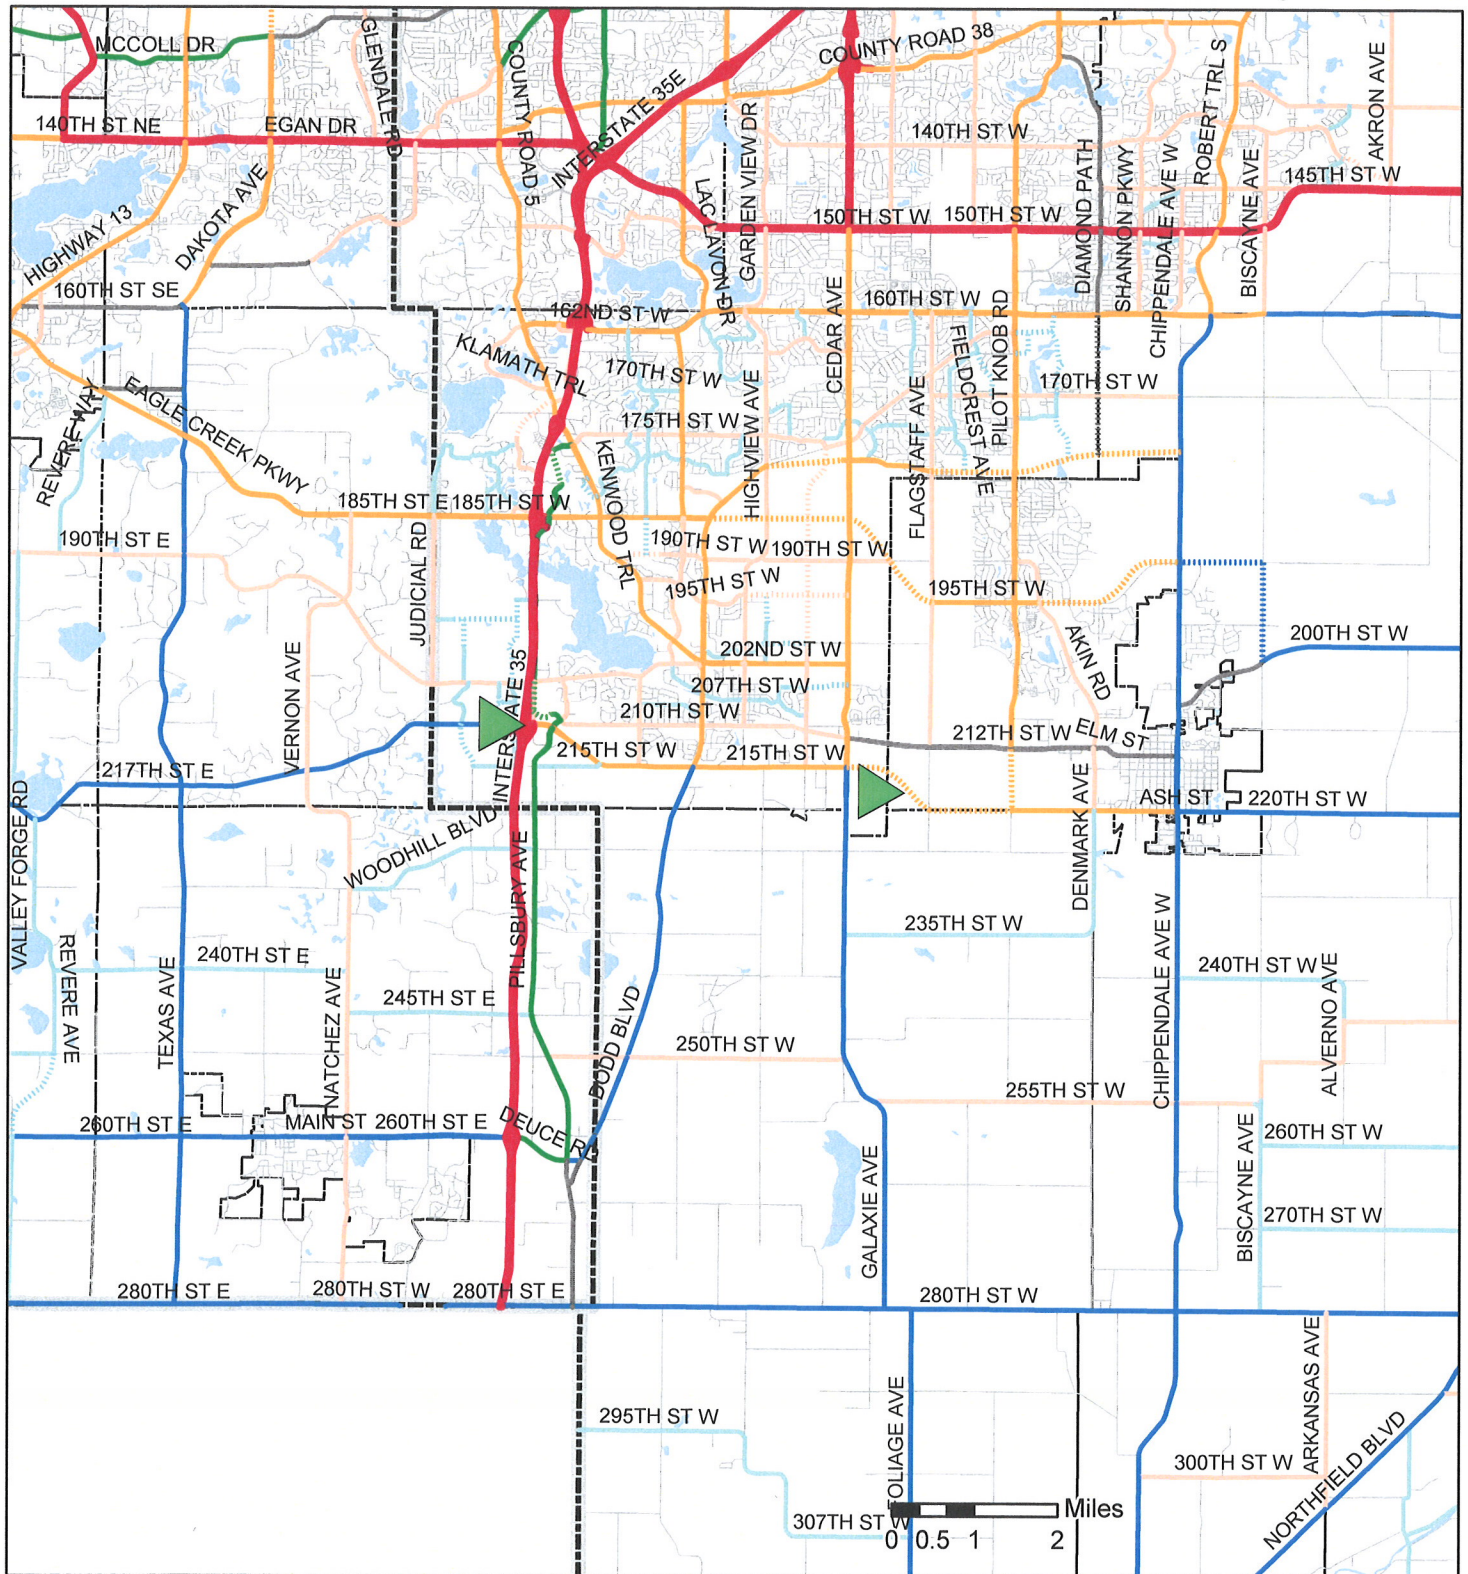 MCCOLL DR
GLENDALE RD
COUNTY ROAD 5
COUNTY ROAD 38
INTERSTATE 35E
ROBERT TRL S
AKRON AVE
140TH ST NE
EGAN DR
GARDEN VIEW DR
140TH ST W
DIAMOND PATH
SHANNON PKWY
CHIPPENDALE AVE W
BISCAYNE AVE
145TH ST W
HIGHWAY 13
DAKOTA AVE
LAC LAVON DR
150TH ST W
150TH ST W
160TH ST SE
162ND ST W
CEDAR AVE
160TH ST W
PILOT KNOB RD
KLAMATH TRL
170TH ST W
FIELDCREST AVE
170TH ST W
REVERE WAY
EAGLE CREEK PKWY
175TH ST W
HIGHVIEW AVE
FLAGSTAFF AVE
KENWOOD TRL
185TH ST E
185TH ST W
190TH ST E
JUDICIAL RD
190TH ST W
190TH ST W
195TH ST W
195TH ST W
AKIN RD
200TH ST W
202ND ST W
207TH ST W
VERNON AVE
INTERSTATE 35
210TH ST W
212TH ST W
ELM ST
215TH ST W
215TH ST W
217TH ST E
VALLEY FORGE RD
DENMARK AVE
ASH ST
220TH ST W
WOODHILL BLVD
PILLSBURY AVE
235TH ST W
CHIPPENDALE AVE W
REVERE AVE
240TH ST E
240TH ST W
TEXAS AVE
NATCHEZ AVE
245TH ST E
DODD BLVD
250TH ST W
ALVERNO AVE
255TH ST W
260TH ST E
MAIN ST
260TH ST E
260TH ST W
GALAXIE AVE
BISCAYNE AVE
270TH ST W
280TH ST E
280TH ST W
280TH ST E
280TH ST W
ARKANSAS AVE
295TH ST W
FOLIAGE AVE
NORTHFIELD BLVD
300TH ST W
307TH ST W
Miles
0 0.5 1 2